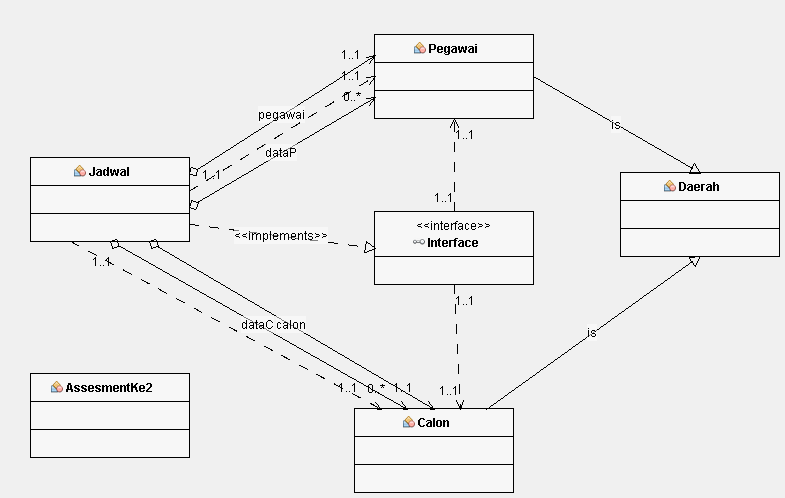 Pegawai
1..1
1..1
0..*
pegawai
dataP
is
1..1
1..1
Jadwal
1..1
Daerah
<<interface>>
Interface
<<implements>>
1..1
1..1
dataC
calon
is
AssesmentKe2
1..1
0..*
1..1
1..1
Calon